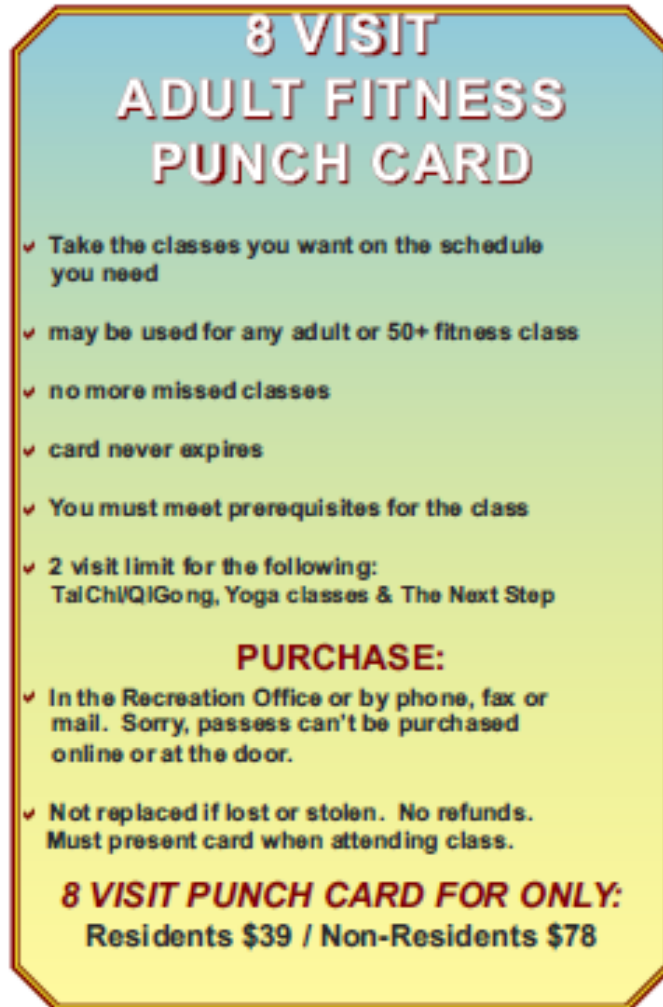 8 VISIT
ADULT FITNESS
PUNCH CARD
Take the classes you want on the schedule
you need
may be used for any adult or 50+ fitness class
no more missed classes
card never expires
You must meet prerequisites for the class
2 visit limit for the following:
TaiChi/QIGong, Yoga classes & The Next Step
PURCHASE:
In the Recreation Office or by phone, fax or
mail. Sorry, passess can't be purchased
online or at the door.
Not replaced if lost or stolen. No refunds.
Must present card when attending class.
8 VISIT PUNCH CARD FOR ONLY:
Residents $39 / Non-Residents $78